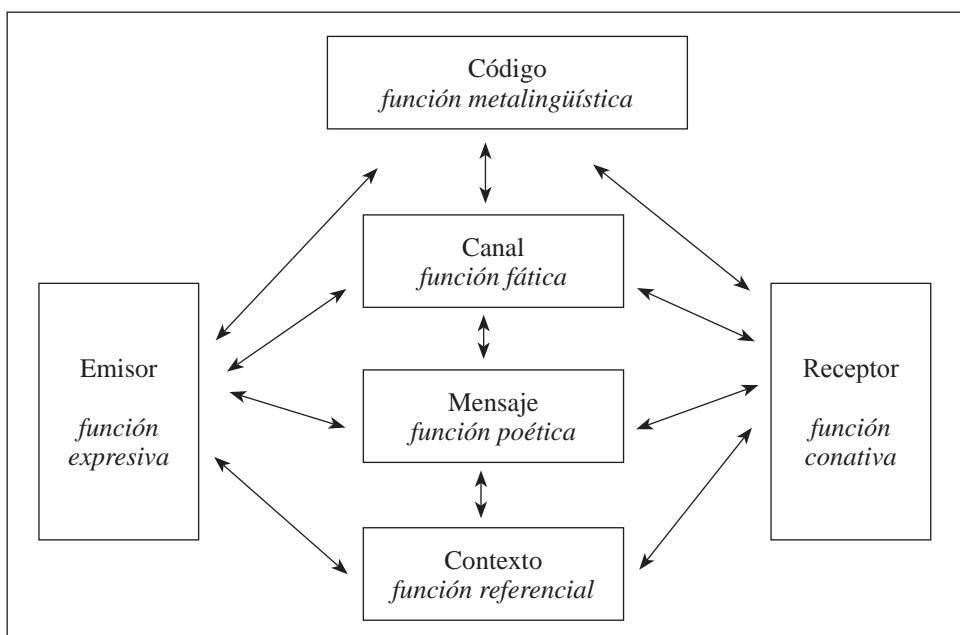 Código
función metalingüística
Canal
función fática
Emisor
función
expresiva
Mensaje
función poética
Receptor
función
conativa
Contexto
función referencial